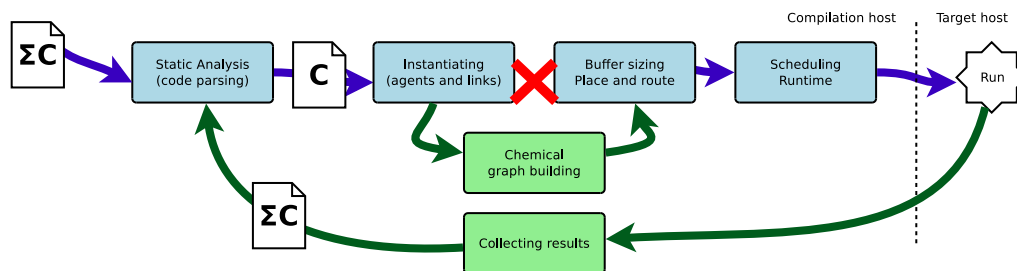 Compilation host
Target host
ΣC
Static Analysis
(code parsing)
C
Instantiating
(agents and links)
Buffer sizing
Place and route
Scheduling
Runtime
Run
Chemical
graph building
ΣC
Collecting results